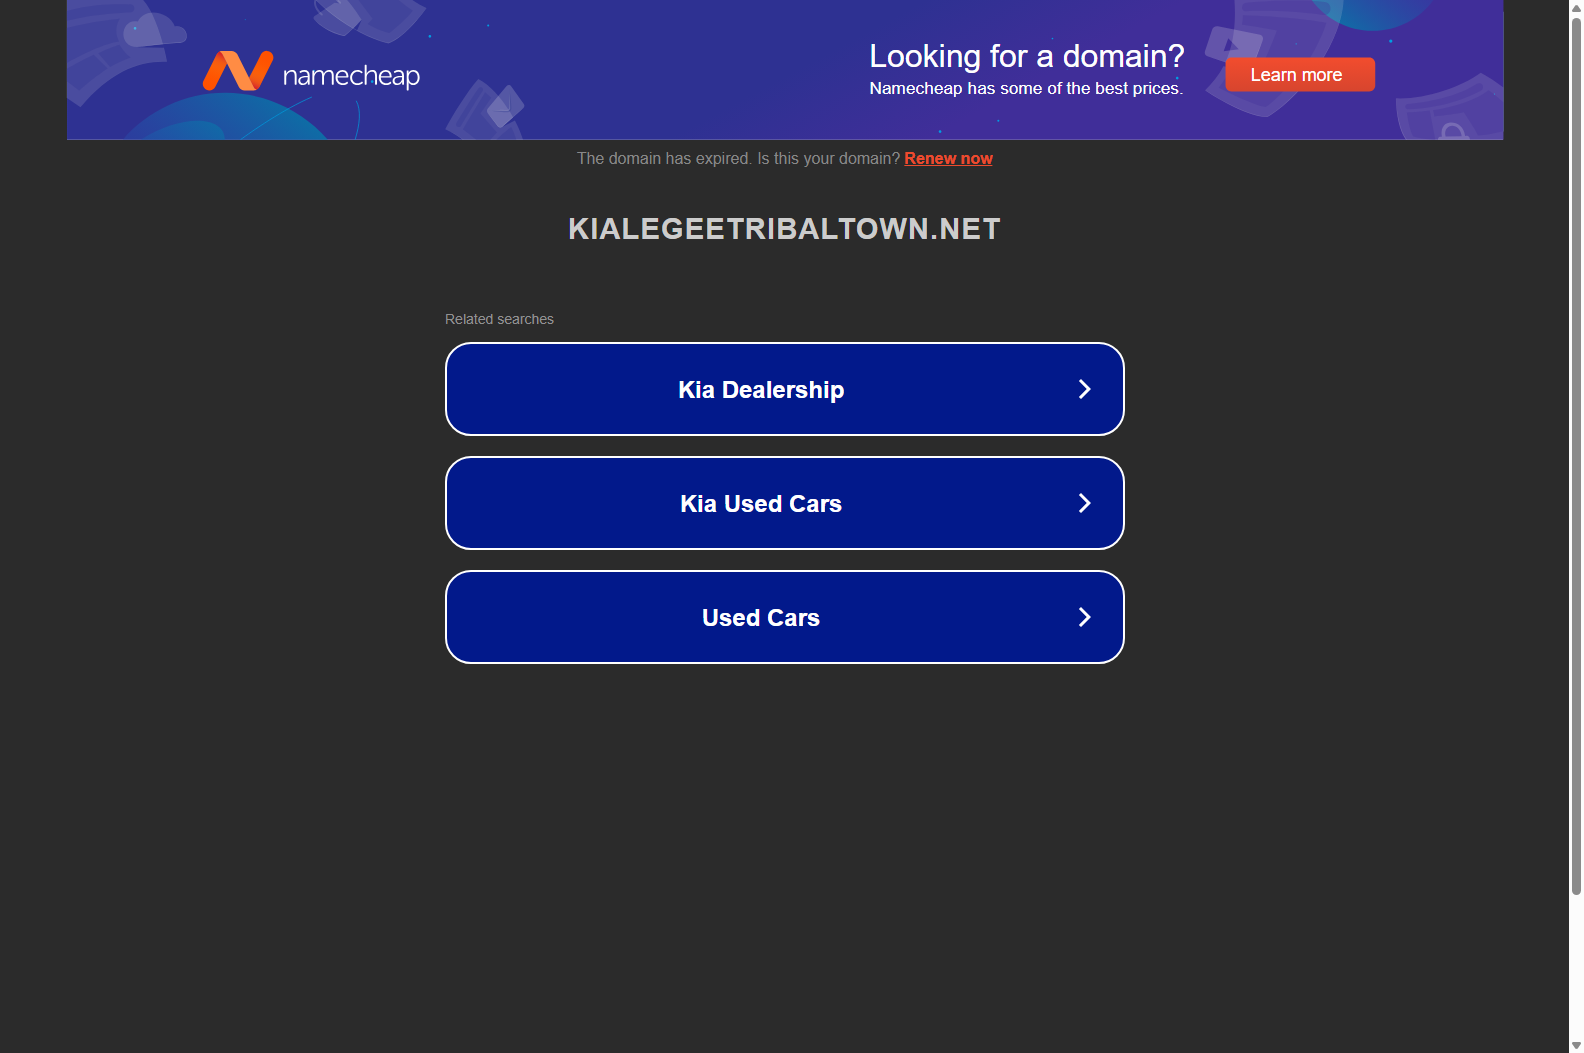 namecheap
Looking for a domain?
Namecheap has some of the best prices.
Learn more
The domain has expired. Is this your domain? Renew now
KIALEGEETRIBALTOWN.NET
Related searches
Kia Dealership
Kia Used Cars
Used Cars